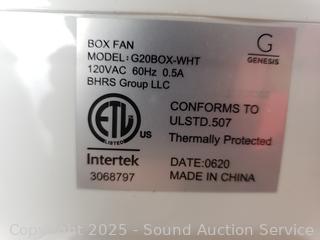 BOX FAN
MODEL: G20BOX-WHT
120VAC 60Hz 0.5A
BHRS Group LLC
G
GENESIS
ETL
LISTED
US
Intertek
3068797
CONFORMS TO
ULSTD.507
Thermally Protected
DATE:0620
MADE IN CHINA
Copyright 2025 - Sound Auction Service